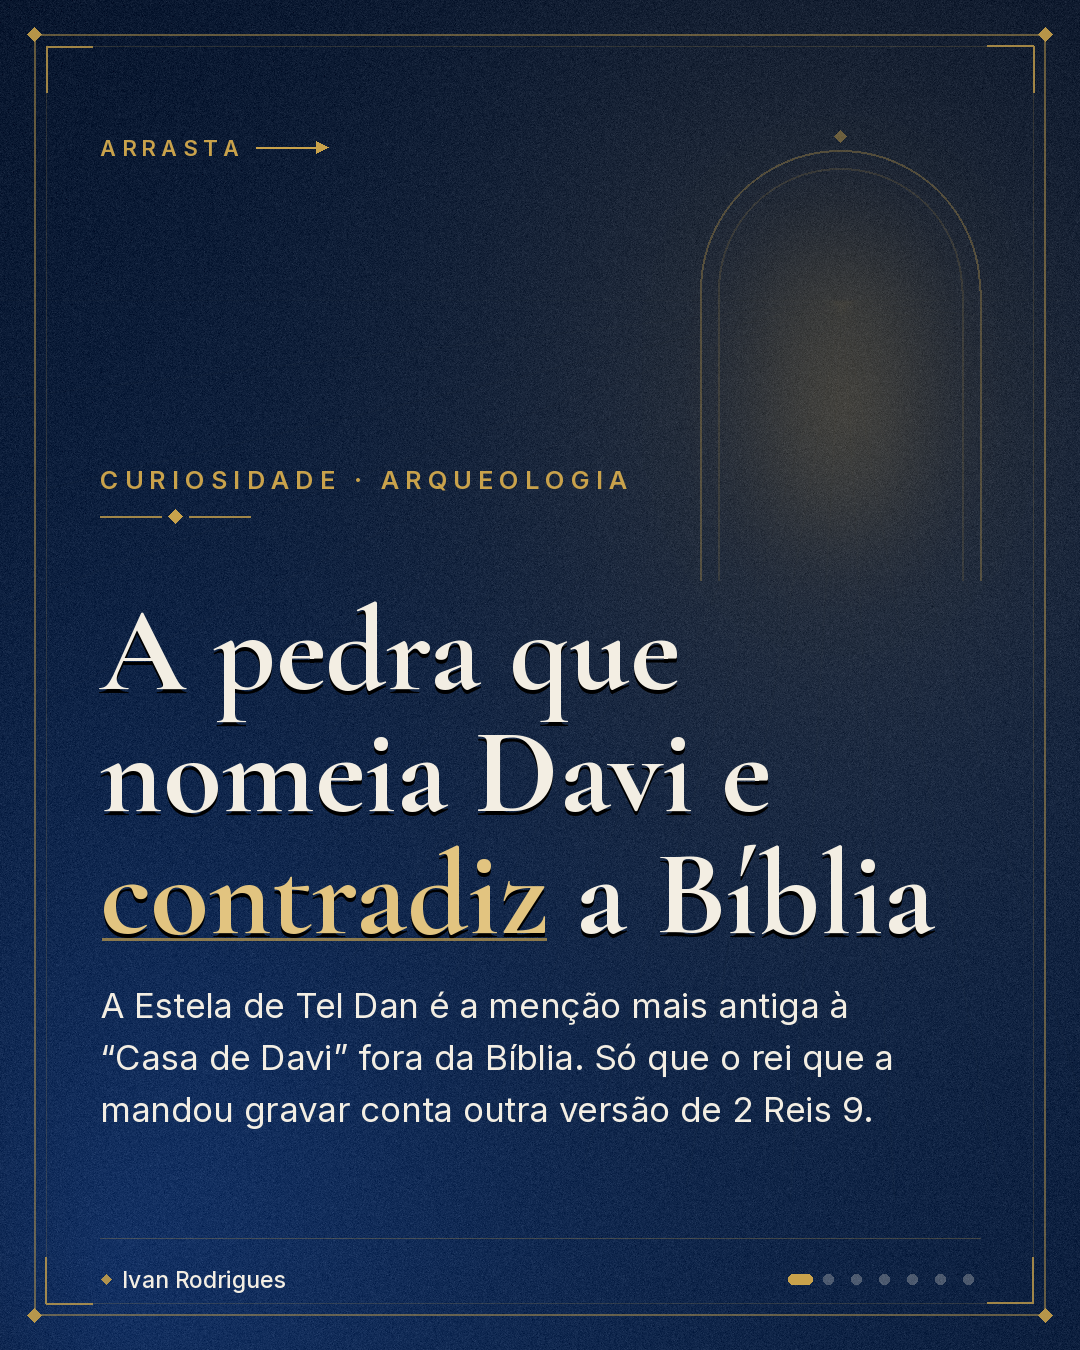 ARRASTA
CURIOSIDADE · ARQUEOLOGIA
A pedra que
nomeia Davi e
contradiz a Bíblia
A Estela de Tel Dan é a menção mais antiga à
“Casa de Davi” fora da Bíblia. Só que o rei que a
mandou gravar conta outra versão de 2 Reis 9.
Ivan Rodrigues